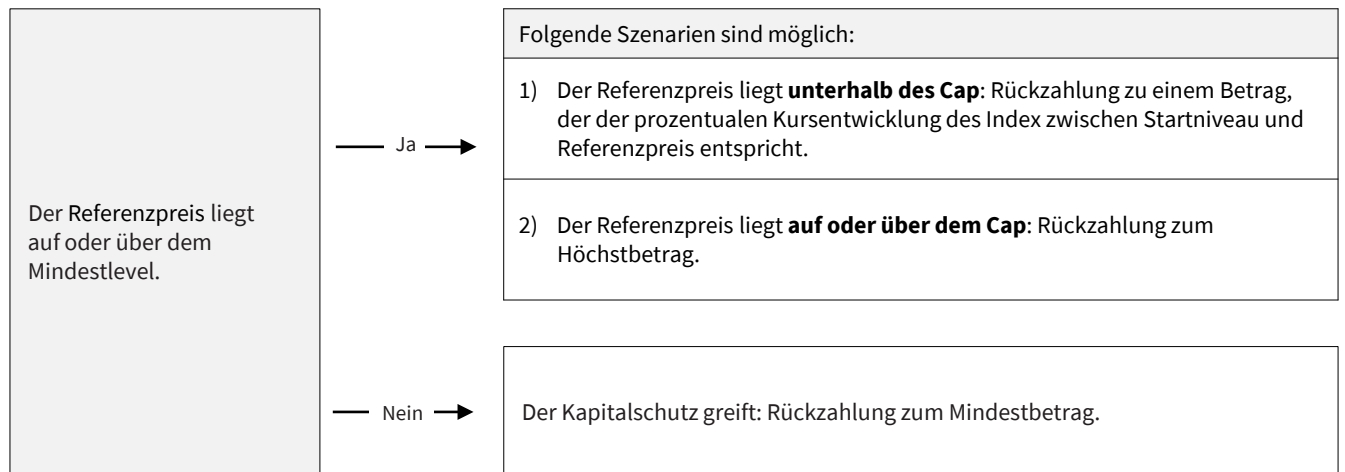 Der Referenzpreis liegt
auf oder über dem
Mindestlevel.
Ja
Folgende Szenarien sind möglich:
1) Der Referenzpreis liegt unterhalb des Cap: Rückzahlung zu einem Betrag,
der der prozentualen Kursentwicklung des Index zwischen Startniveau und
Referenzpreis entspricht.
2) Der Referenzpreis liegt auf oder über dem Cap: Rückzahlung zum
Höchstbetrag.
Nein
Der Kapitalschutz greift: Rückzahlung zum Mindestbetrag.